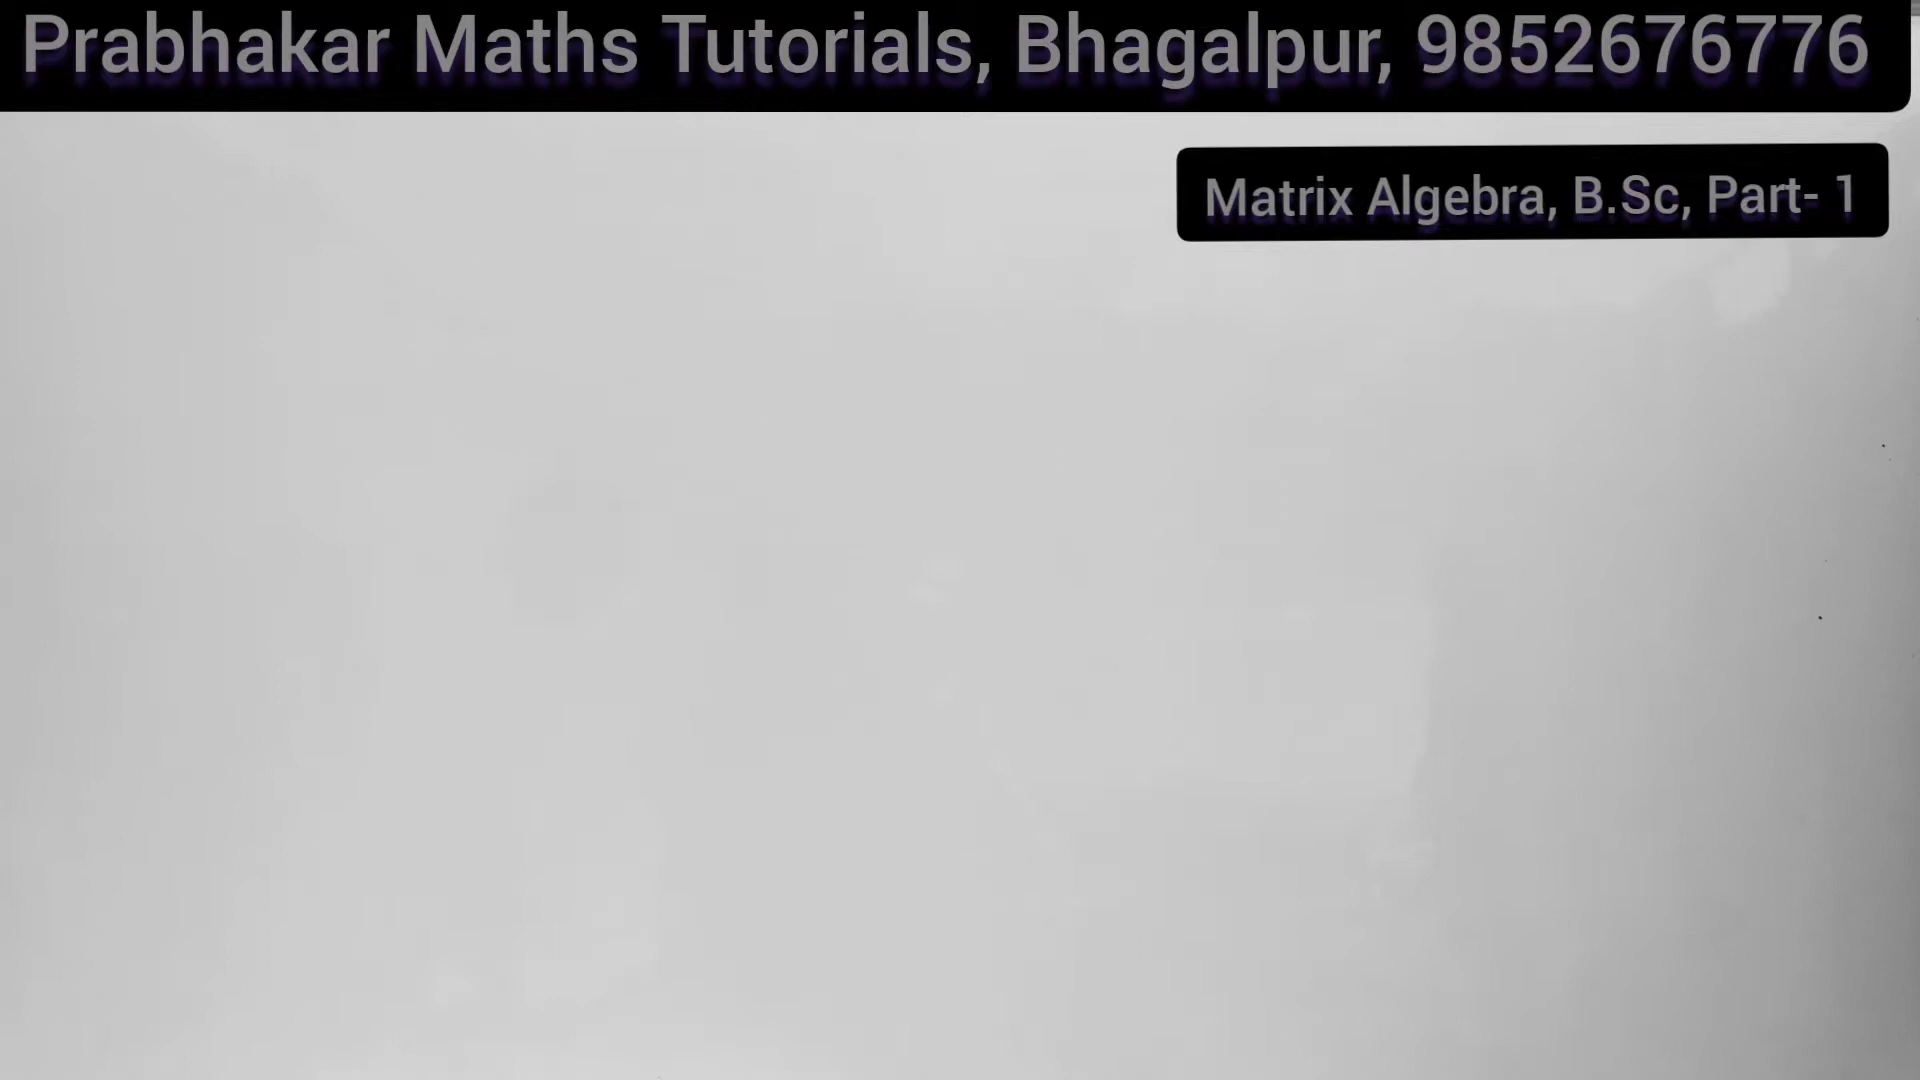 Prabhakar Maths Tutorials, Bhagalpur, 9852676776
Matrix Algebra, B.Sc, Part- 1